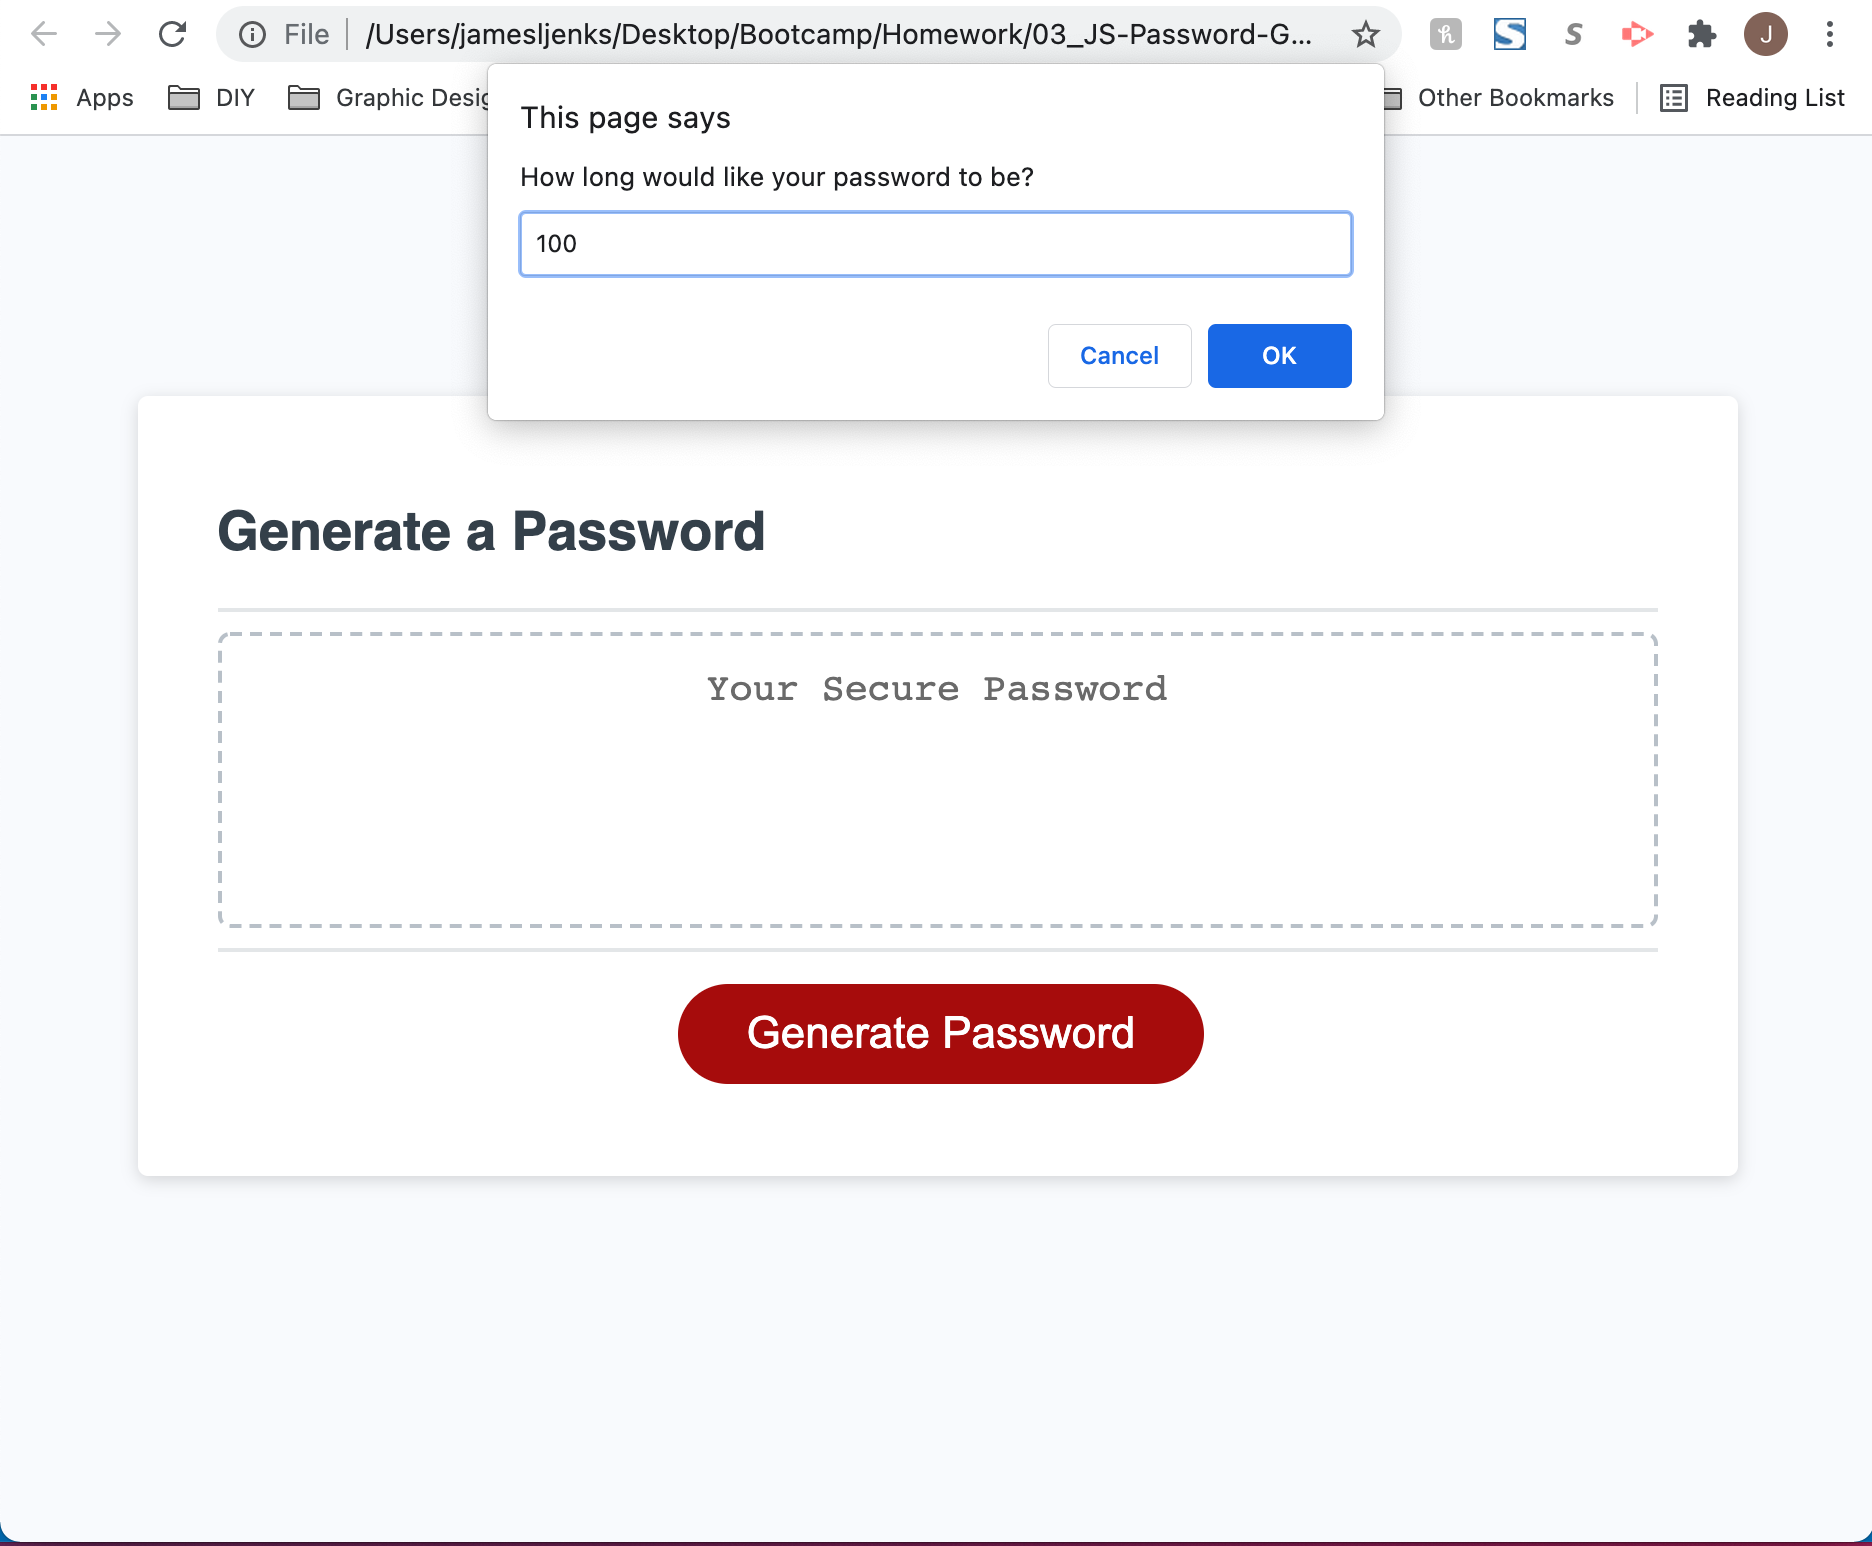 File /Users/jamesljenks/Desktop/Bootcamp/Homework/03_JS-Password-G... J
Apps DIY Graphic Desig Other Bookmarks Reading List
This page says
How long would like your password to be?
100
Cancel OK
Generate a Password
Your Secure Password
Generate Password